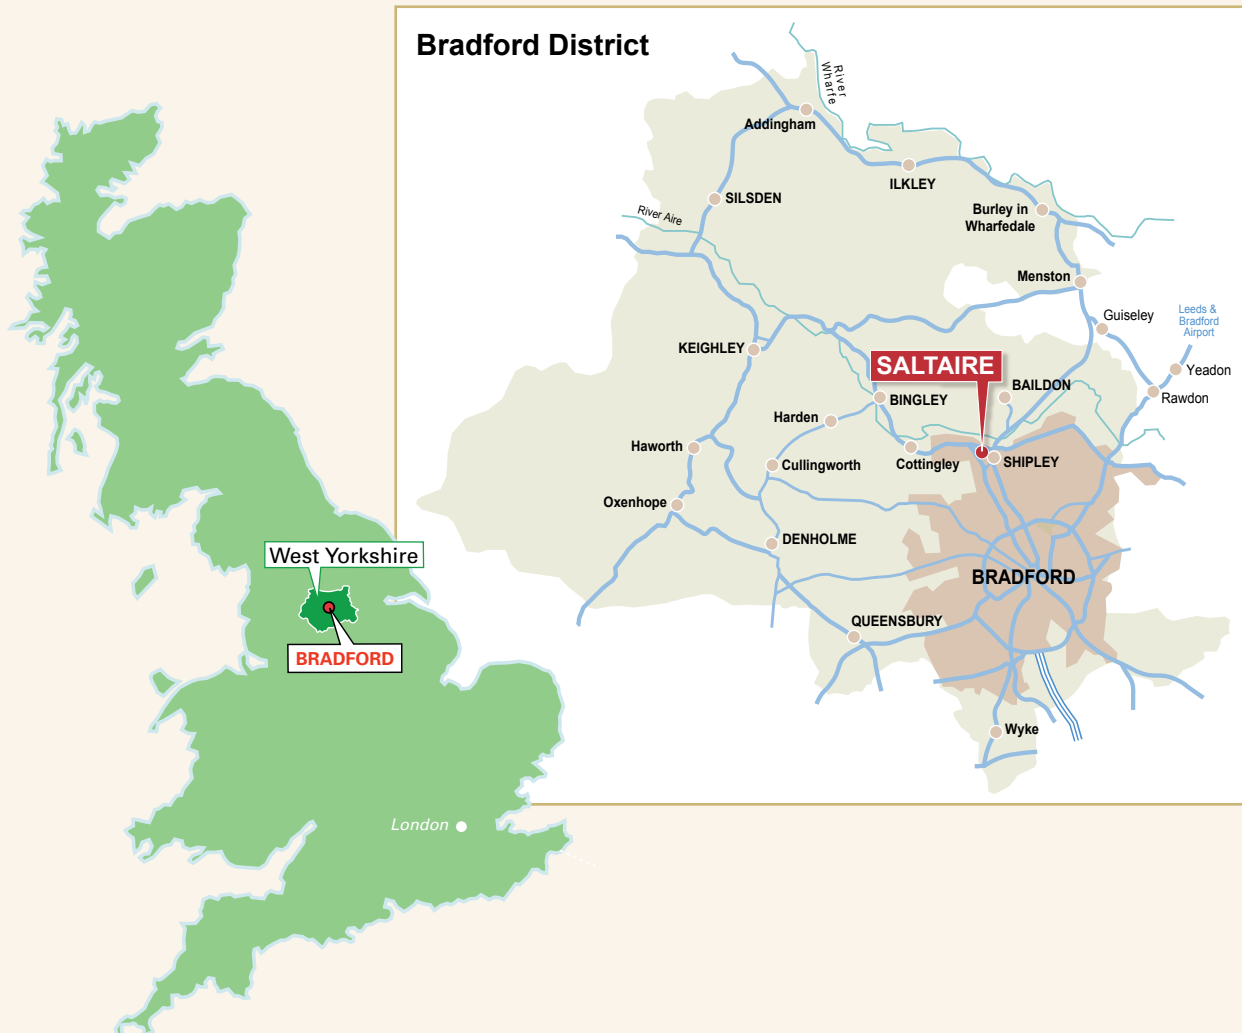 Bradford District
River
Wharfe
Addingham
ILKLEY
SILSDEN
River Aire
Burley in
Wharfedale
Menston
Guiseley
Leeds &
Bradford
Airport
KEIGHLEY
SALTAIRE
Yeadon
BAILDON
BINGLEY
Rawdon
Harden
Haworth
Cottingley
SHIPLEY
Cullingworth
Oxenhope
DENHOLME
BRADFORD
QUEENSBURY
Wyke
West Yorkshire
BRADFORD
London